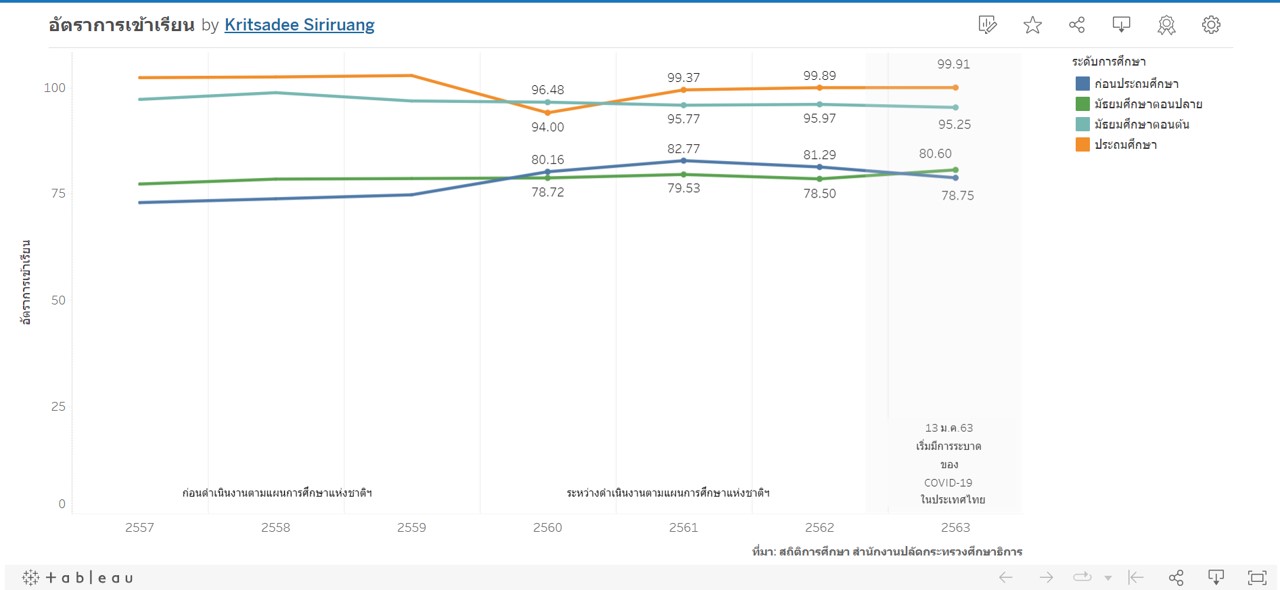 อัตราการเข้าเรียน by Kritsadee Siriruang
ระดับการศึกษา
ก่อนประถมศึกษา
มัธยมศึกษาตอนปลาย
มัธยมศึกษาตอนต้น
ประถมศึกษา
อัตราการเข้าเรียน
100
75
50
25
0
96.48
99.37
99.89
99.91
94.00
95.77
95.97
95.25
80.16
82.77
81.29
80.60
78.72
79.53
78.50
78.75
13 ม.ค.63
เริ่มมีการระบาด
ของ
COVID-19
ในประเทศไทย
ก่อนดำเนินงานตามแผนการศึกษาแห่งชาติฯ
ระหว่างดำเนินงานตามแผนการศึกษาแห่งชาติฯ
2557 2558 2559 2560 2561 2562 2563
ที่มา: สถิติการศึกษา สำนักงานปลัดกระทรวงศึกษาธิการ
+ a b l e a u